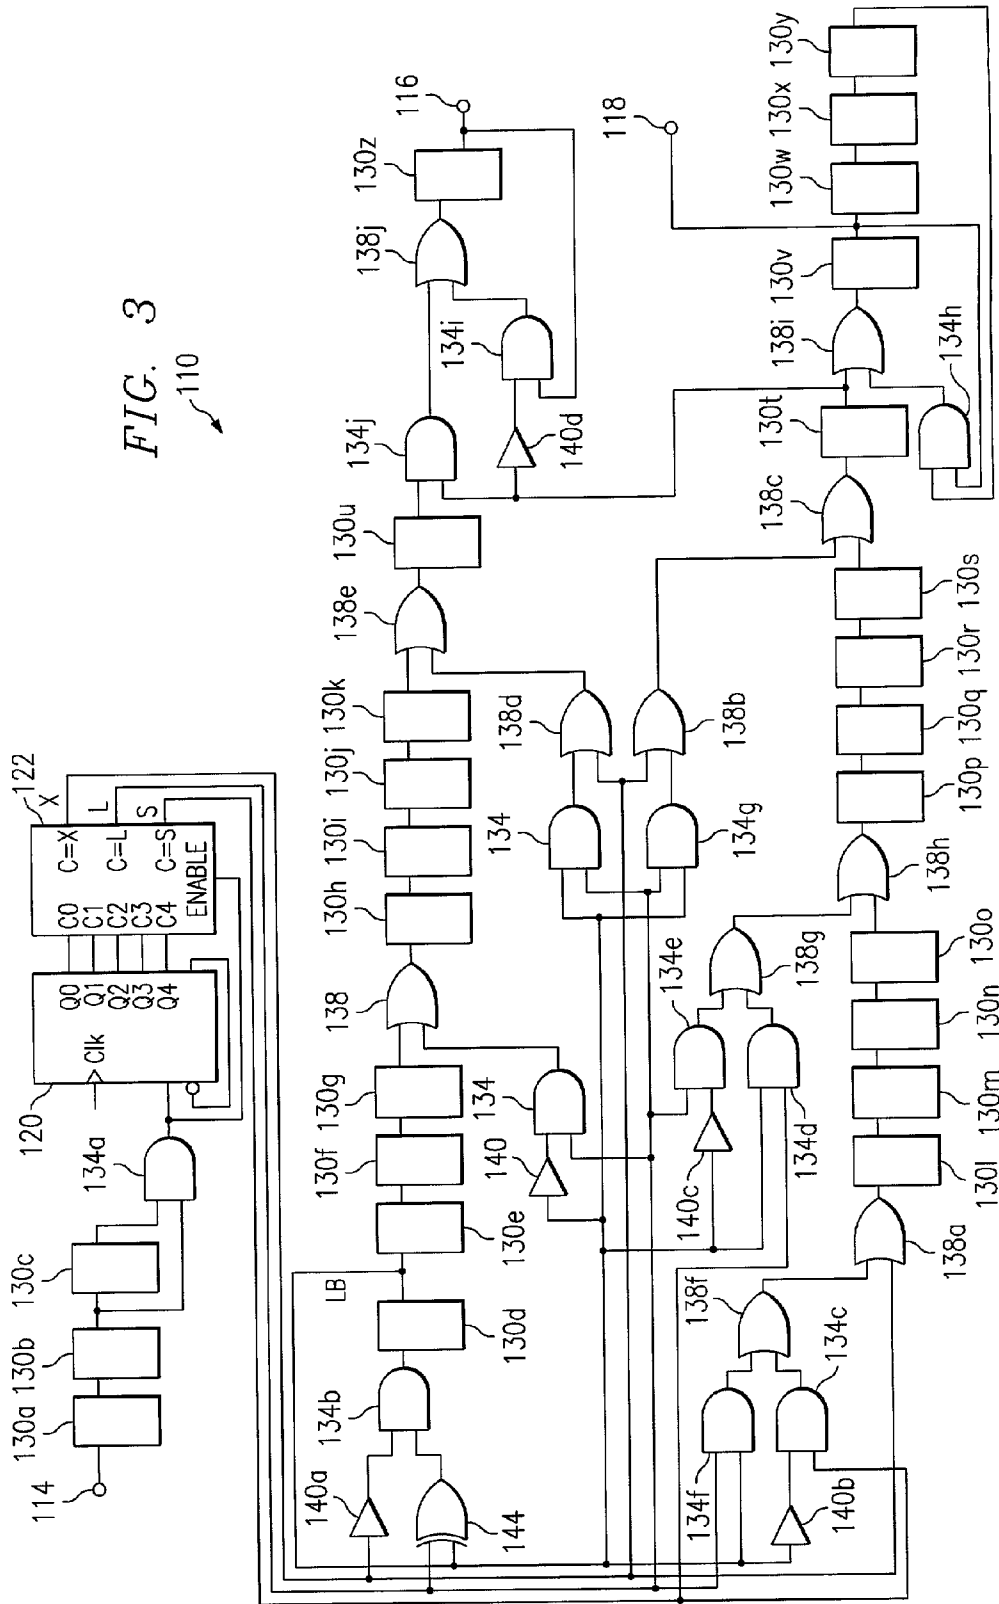 FIG. 3
110
114
130a
130b
130c
134a
120
Clk
Q0
Q1
Q2
Q3
Q4
C0
C1
C2
C3
C4
C=X
C=L
C=S
ENABLE
122
X
L
S
140a
144
134b
130d
LB
130e
130f
130g
140
134
138
130h
130i
130j
130k
134
138d
138e
130u
134j
140d
134i
138j
130z
116
134g
138b
118
134f
140b
134c
138f
138a
130l
130m
130n
130o
140c
134e
134d
138g
138h
130p
130q
130r
130s
138c
130t
134h
138i
130v
130w
130x
130y